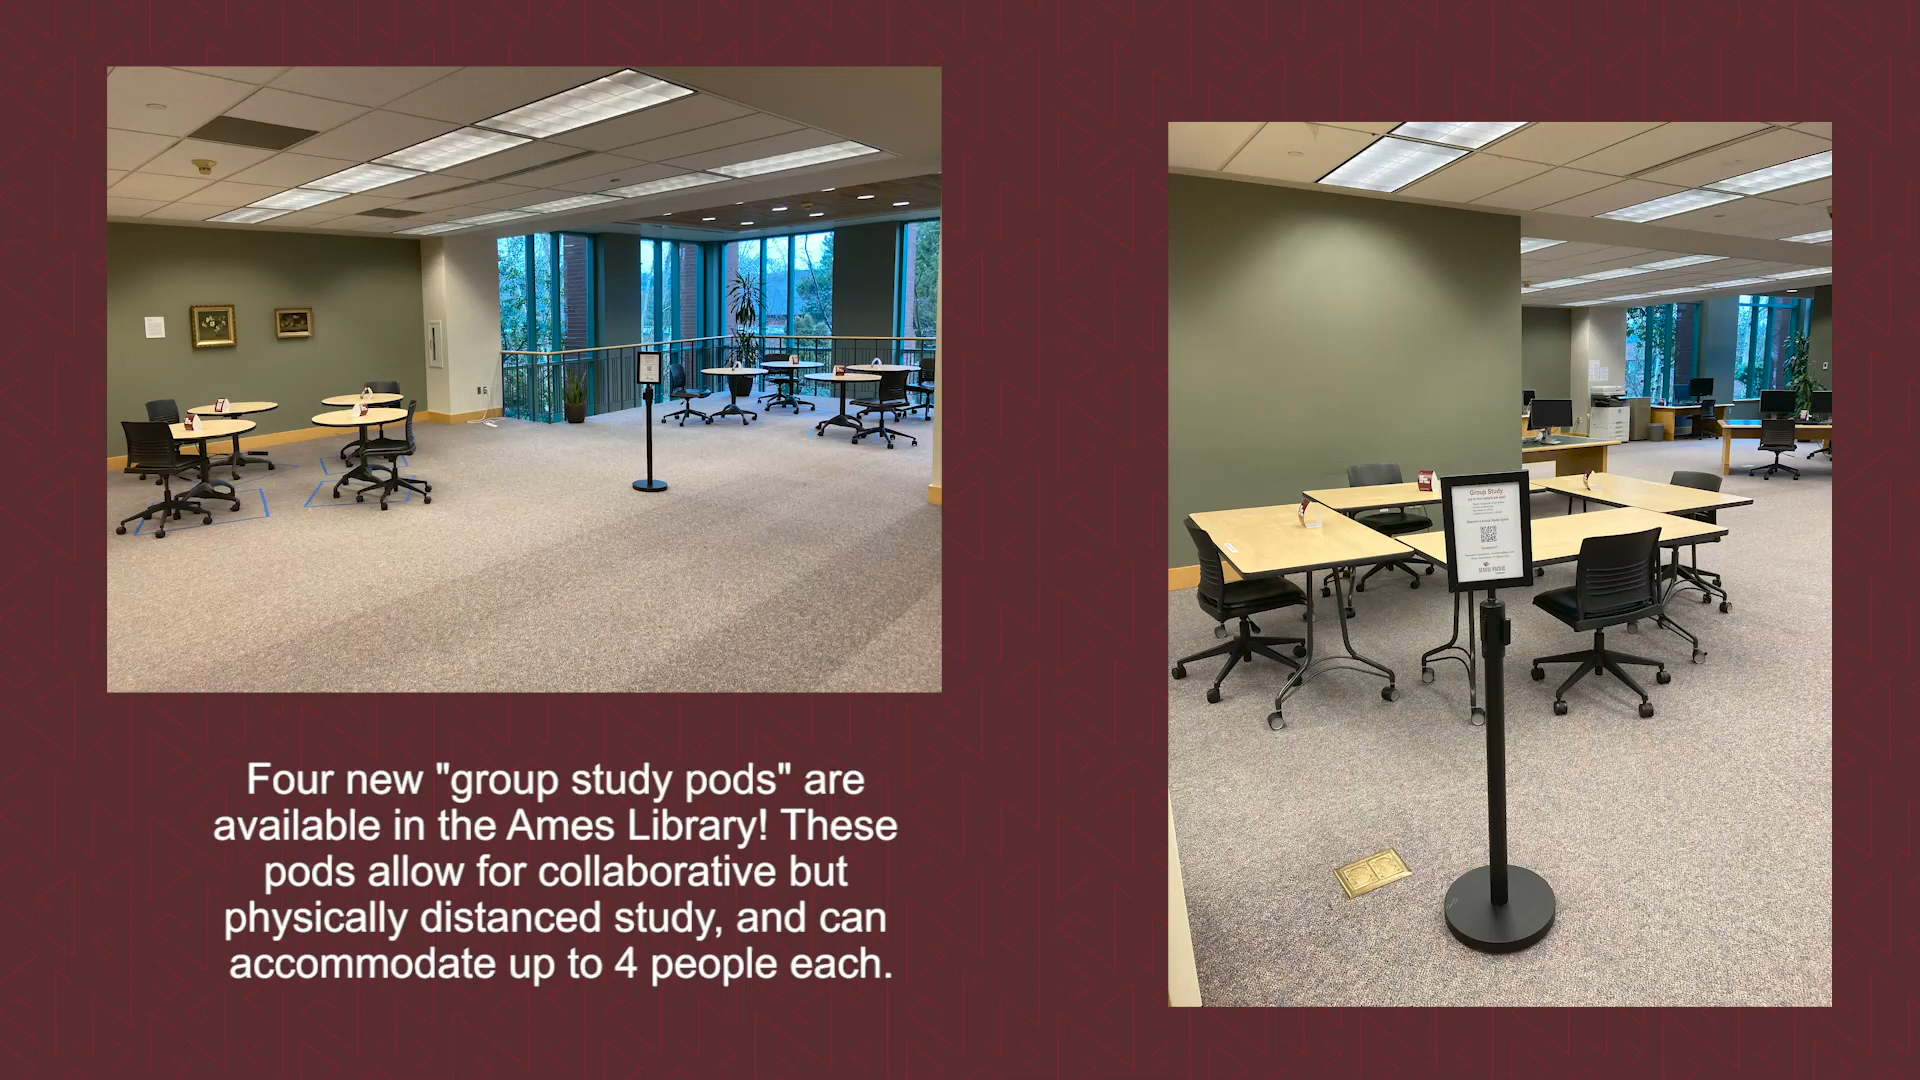 Four new "group study pods" are
available in the Ames Library! These
pods allow for collaborative but
physically distanced study, and can
accommodate up to 4 people each.
Group Study